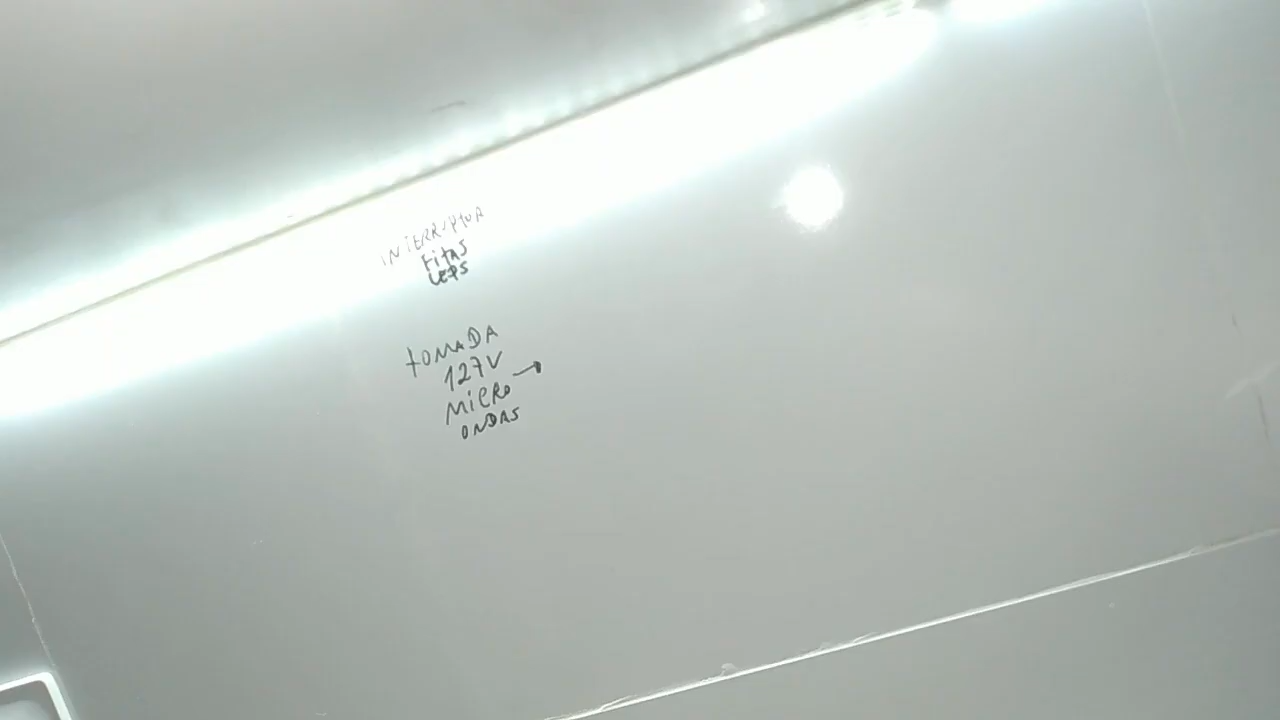 INTERRUPTOR
FitAS
LEDS
tOMADA
127V
MiCRO →
ONDAS